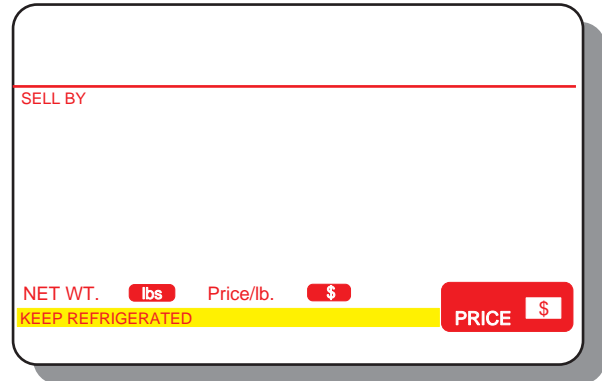 SELL BY
NET WT. lbs Price/lb. $
KEEP REFRIGERATED
PRICE $